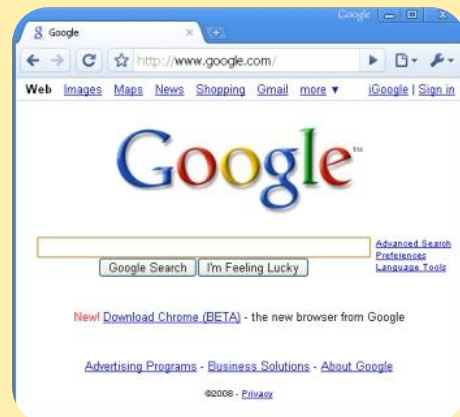 Google
g Google
http://www.google.com/
Web Images Maps News Shopping Gmail more ▼ iGoogle | Sign in
Google™
Advanced Search
Preferences
Language Tools
Google Search I'm Feeling Lucky
New! Download Chrome (BETA) - the new browser from Google
Advertising Programs - Business Solutions - About Google
©2008 - Privacy